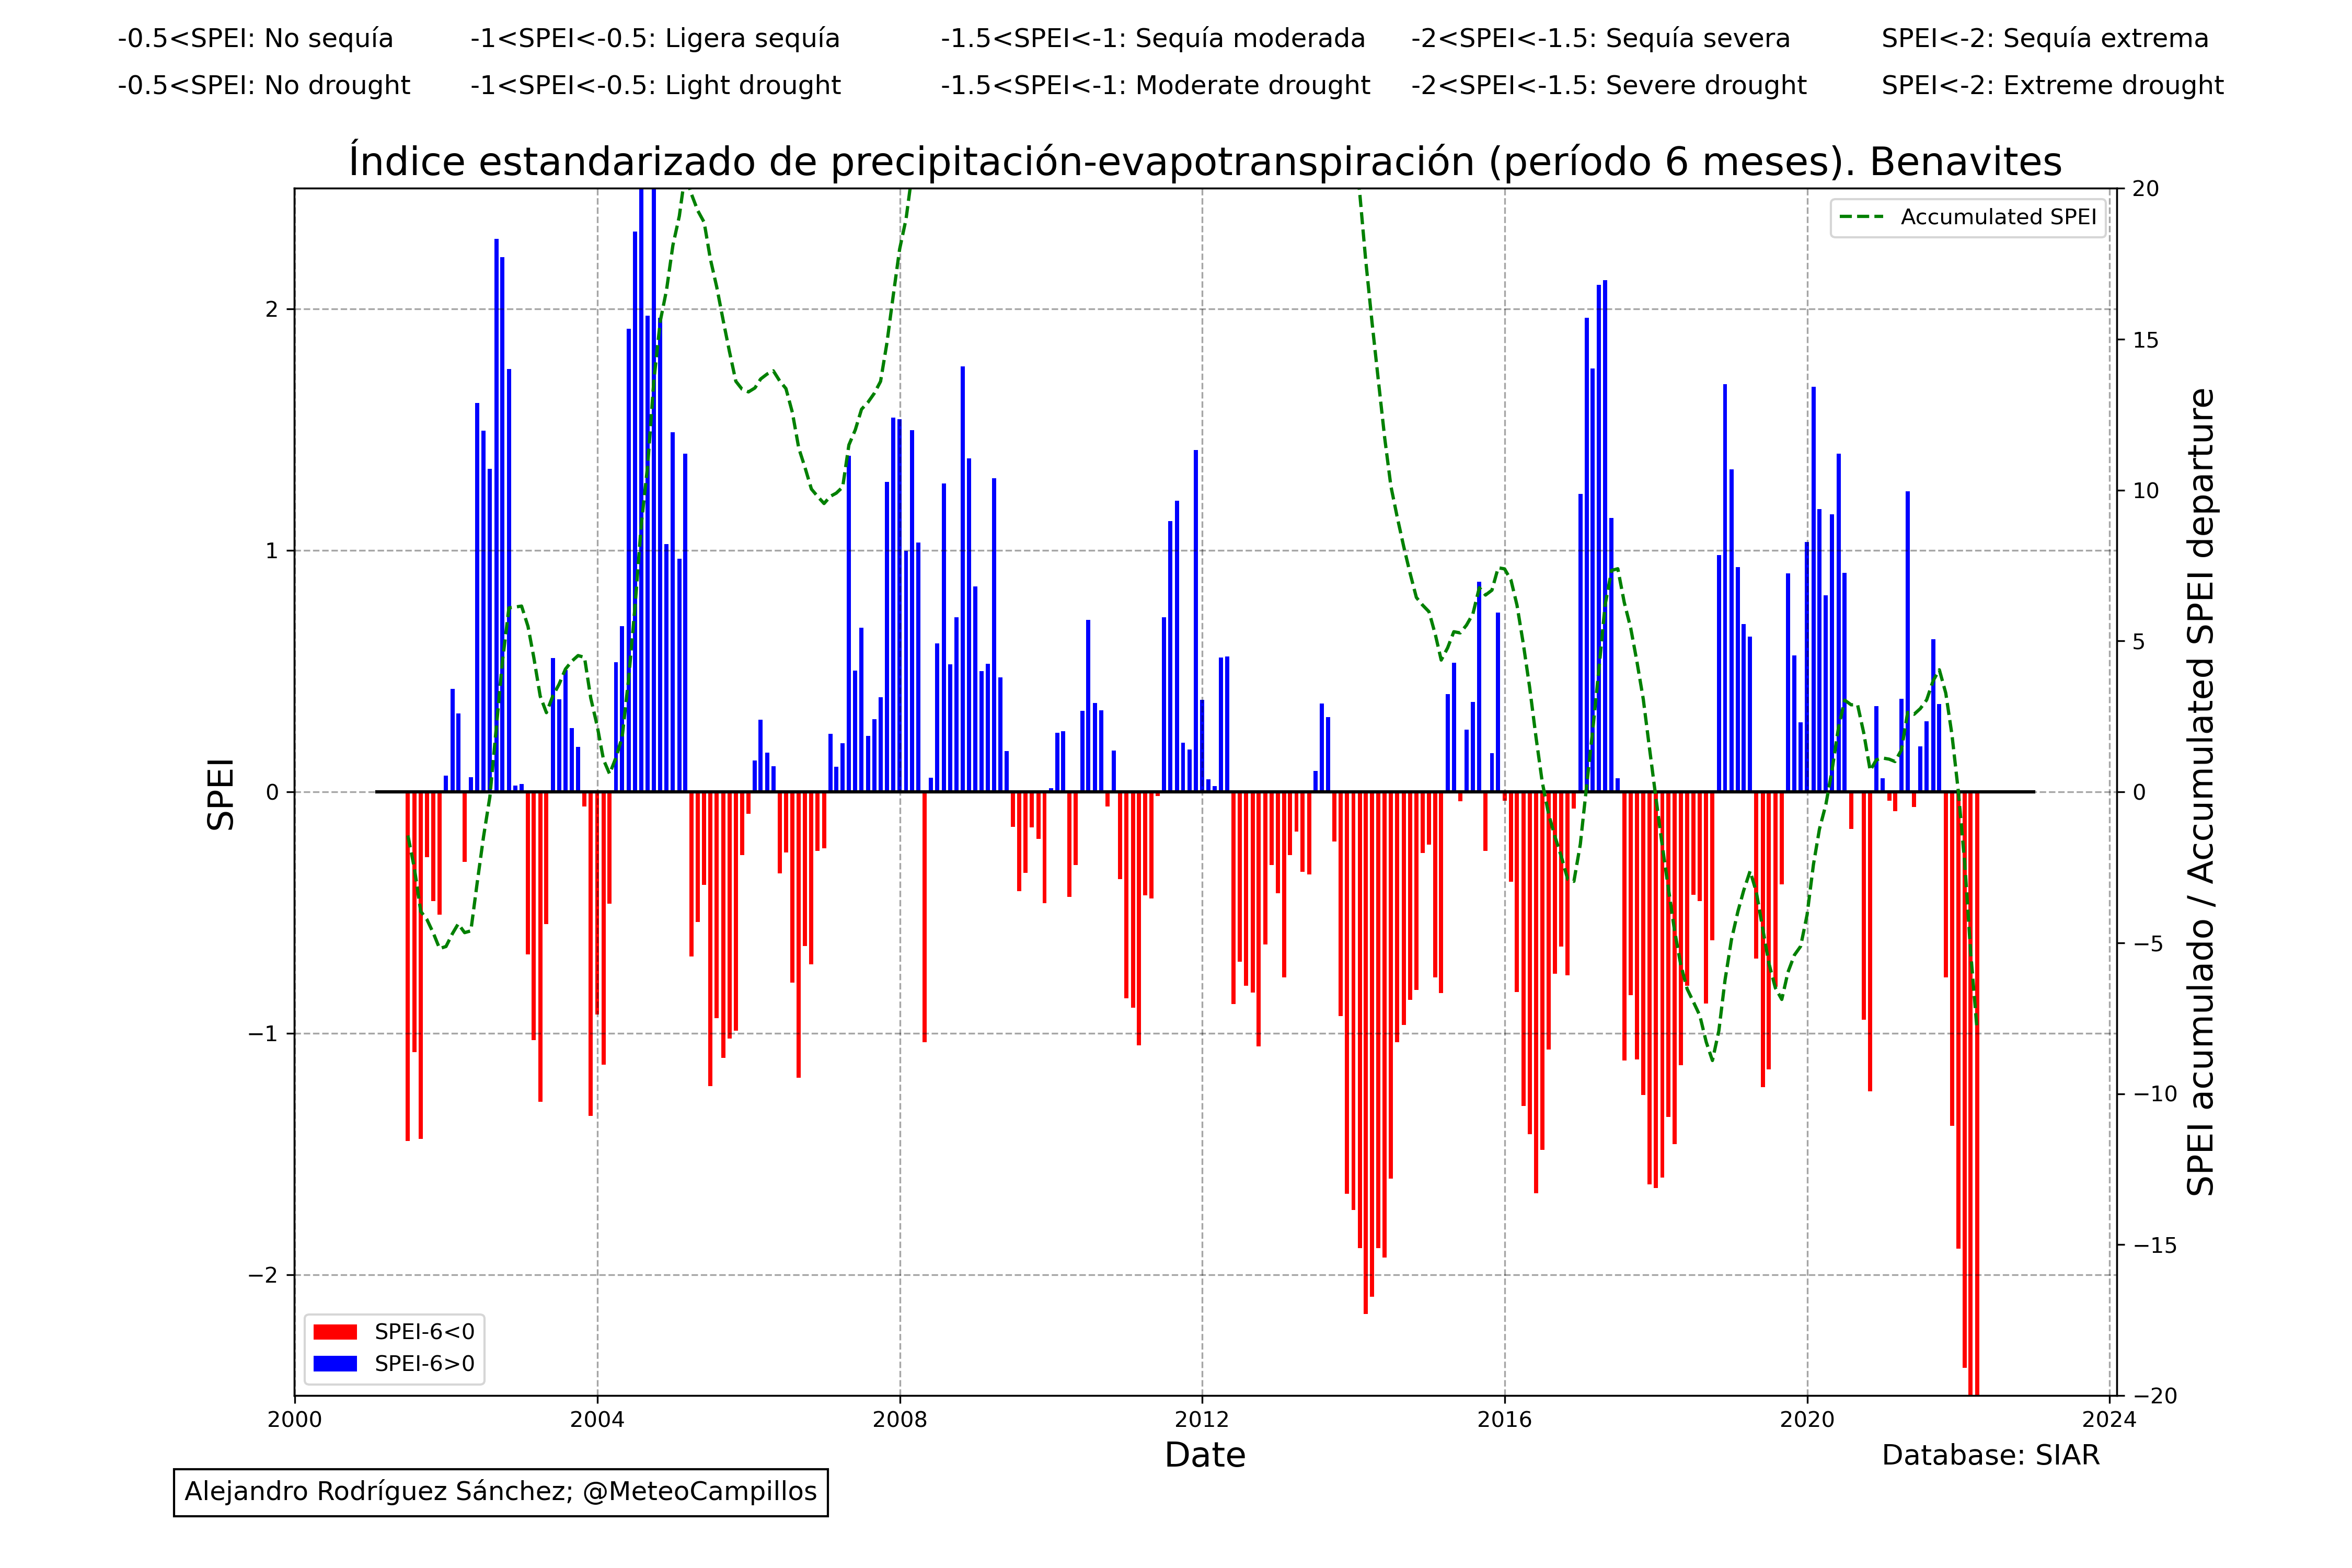 -0.5<SPEI: No sequía -1<SPEI<-0.5: Ligera sequía -1.5<SPEI<-1: Sequía moderada -2<SPEI<-1.5: Sequía severa SPEI<-2: Sequía extrema
-0.5<SPEI: No drought -1<SPEI<-0.5: Light drought -1.5<SPEI<-1: Moderate drought -2<SPEI<-1.5: Severe drought SPEI<-2: Extreme drought
Índice estandarizado de precipitación-evapotranspiración (período 6 meses). Benavites
Accumulated SPEI
SPEI
2
1
0
−1
−2
20
15
10
5
0
−5
−10
−15
−20
SPEI acumulado / Accumulated SPEI departure
SPEI-6<0
SPEI-6>0
2000 2004 2008 2012 2016 2020 2024
Date
Database: SIAR
Alejandro Rodríguez Sánchez; @MeteoCampillos